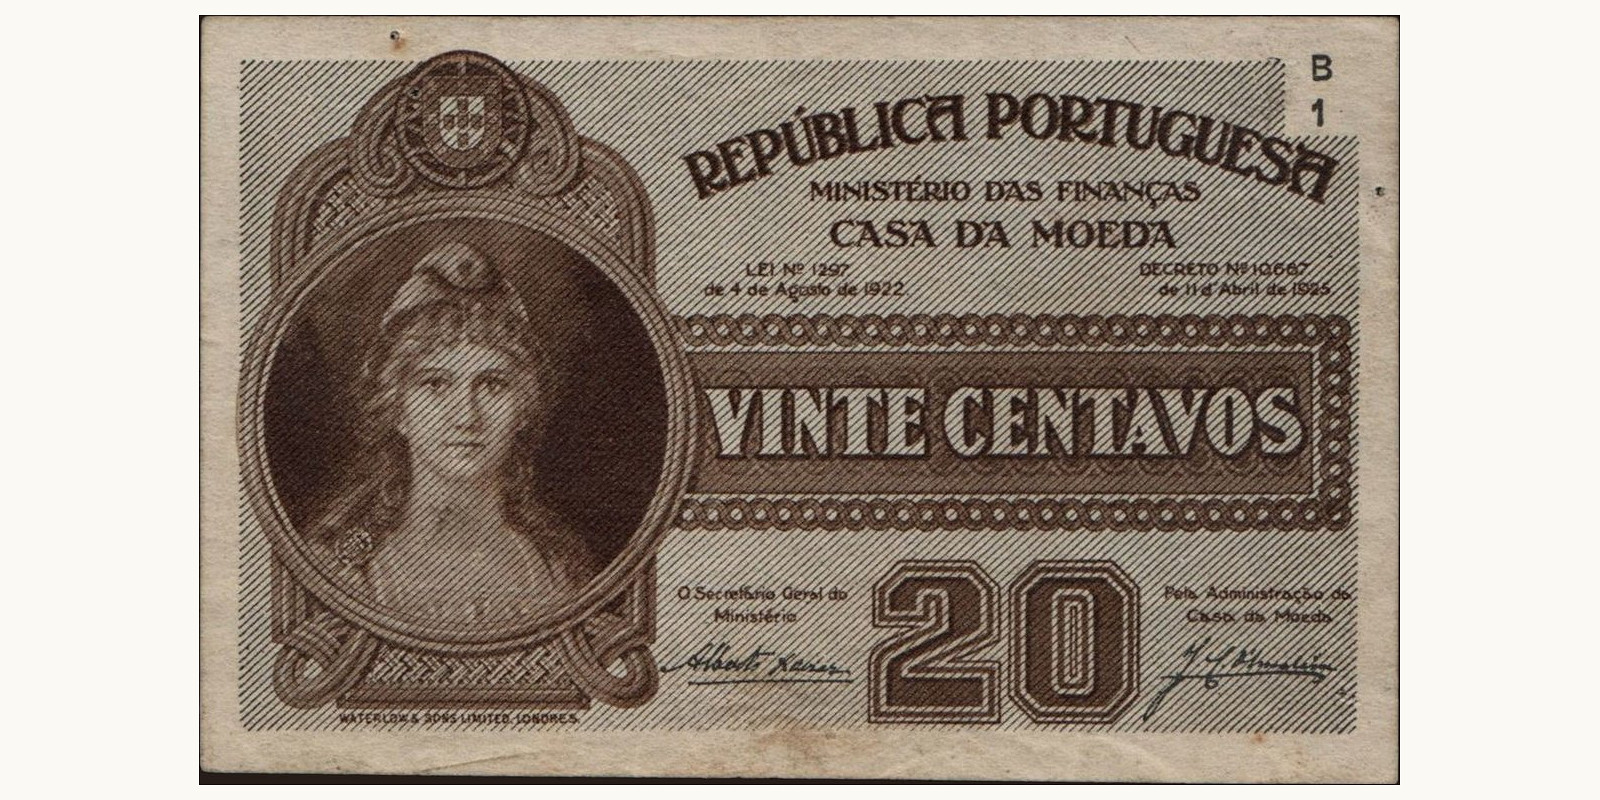 B
1
REPÚBLICA PORTUGUESA
MINISTÉRIO DAS FINANÇAS
CASA DA MOEDA
LEI Nº 1297
de 4 de Agosto de 1922
DECRETO Nº 10.667
de 11 d'Abril de 1925
VINTE CENTAVOS
O Secretário Geral do
Ministério
20
Pela Administração da
Casa da Moeda
WATERLOW & SONS LIMITED, LONDRES.